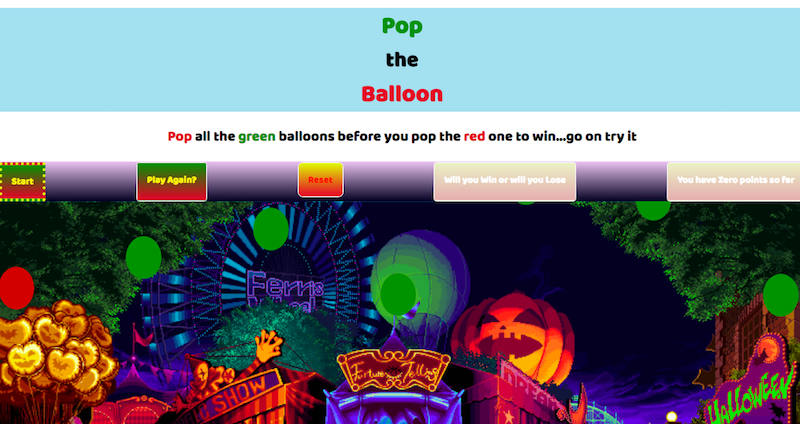 Pop
the
Balloon
Pop all the green balloons before you pop the red one to win...go on try it
Start
Play Again?
Reset
Will you Win or will you Lose
You have Zero points so far
Ferris
Fortune Telling
SHOW
HALLOWEEN